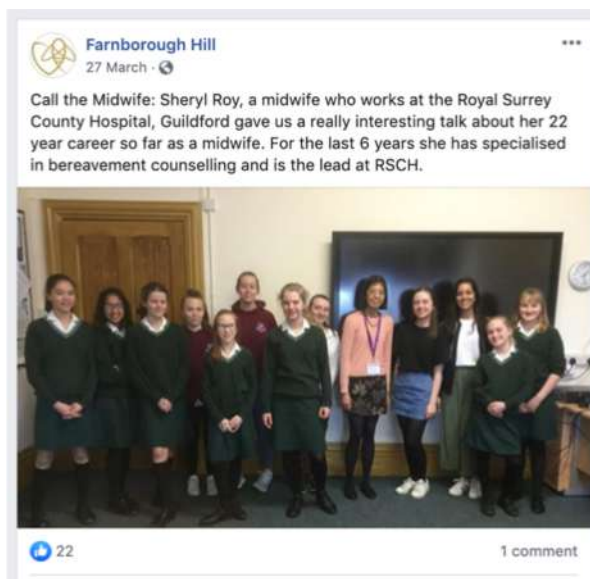 Farnborough Hill
27 March ·
Call the Midwife: Sheryl Roy, a midwife who works at the Royal Surrey
County Hospital, Guildford gave us a really interesting talk about her 22
year career so far as a midwife. For the last 6 years she has specialised
in bereavement counselling and is the lead at RSCH.
22
1 comment